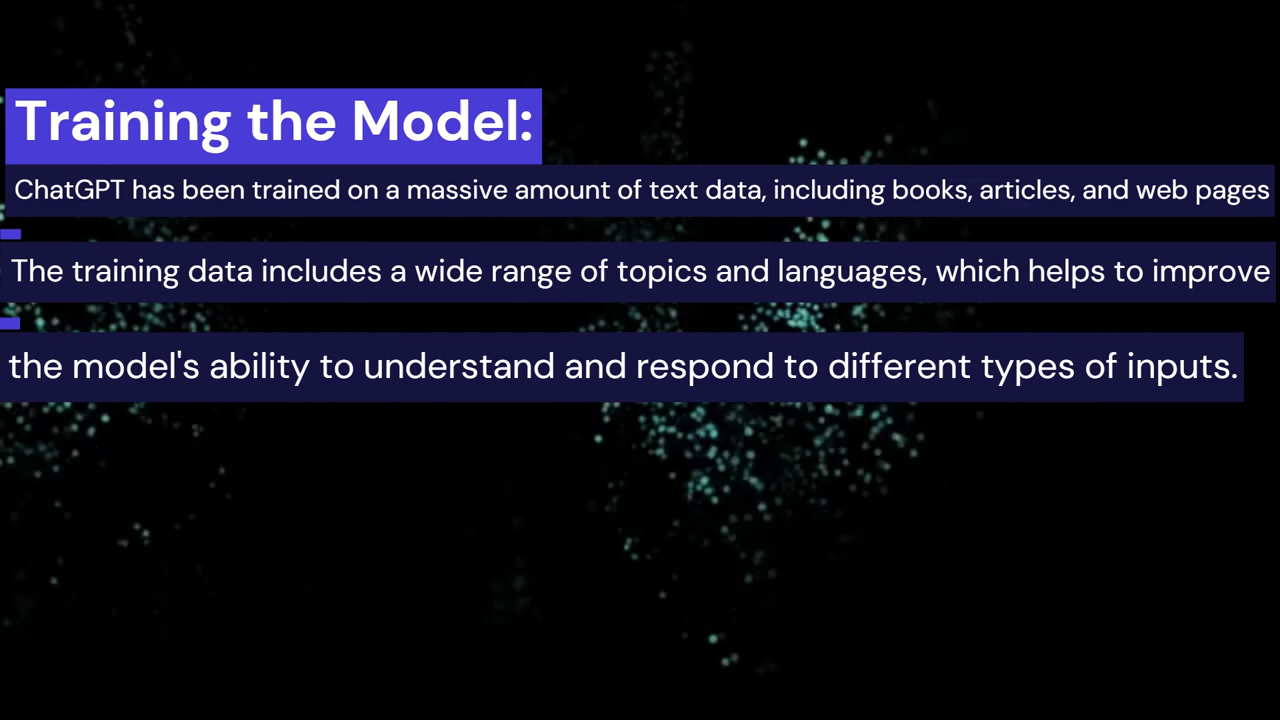 Training the Model:
ChatGPT has been trained on a massive amount of text data, including books, articles, and web pages
The training data includes a wide range of topics and languages, which helps to improve
the model's ability to understand and respond to different types of inputs.